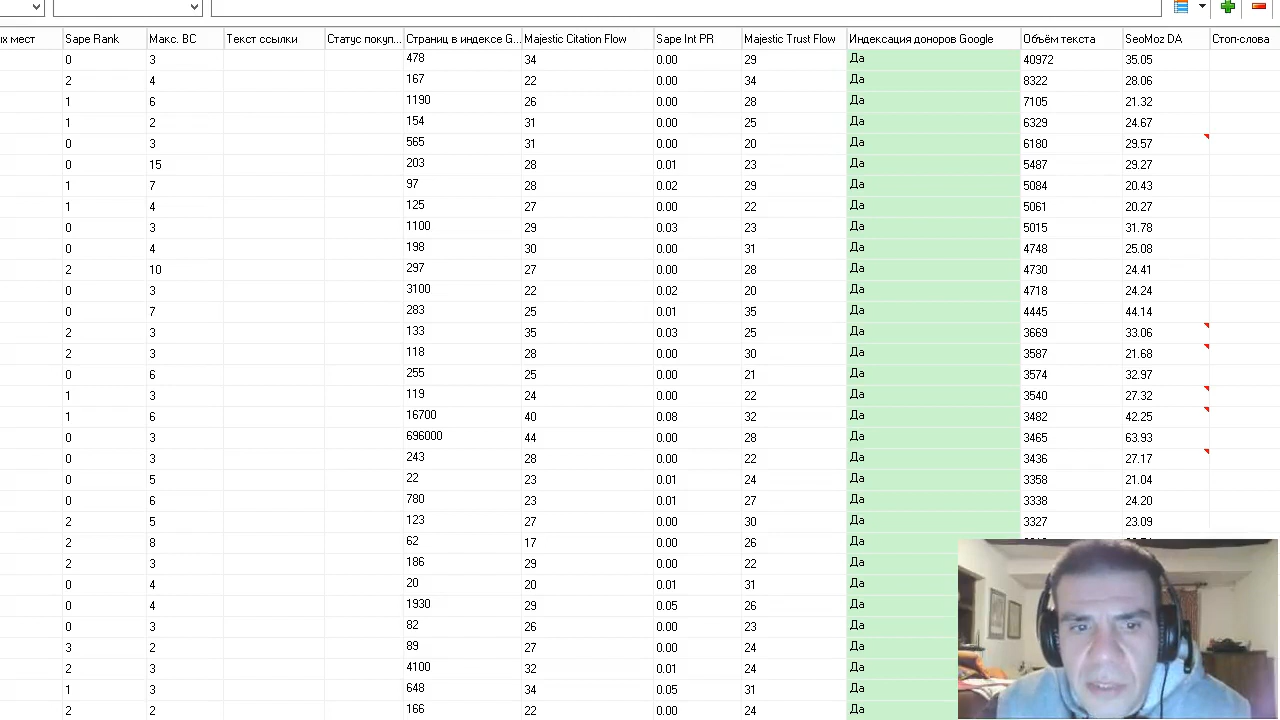 ых мест Sape Rank Макс. ВС Текст ссылки Статус покуп... Страниц в индексе G... Majestic Citation Flow Sape Int PR Majestic Trust Flow Индексация доноров Google Объём текста SeoMoz DA Стоп-слова
0 3 478 34 0.00 29 Да 40972 35.05
2 4 167 22 0.00 34 Да 8322 28.06
1 6 1190 26 0.00 28 Да 7105 21.32
1 2 154 31 0.00 25 Да 6329 24.67
0 3 565 31 0.00 20 Да 6180 29.57
0 15 203 28 0.01 23 Да 5487 29.27
1 7 97 28 0.02 29 Да 5084 20.43
1 4 125 27 0.00 22 Да 5061 20.27
0 3 1100 29 0.03 23 Да 5015 31.78
0 4 198 30 0.00 31 Да 4748 25.08
2 10 297 27 0.00 28 Да 4730 24.41
0 3 3100 22 0.02 20 Да 4718 24.24
0 7 283 25 0.01 35 Да 4445 44.14
2 3 133 35 0.03 25 Да 3669 33.06
2 3 118 28 0.00 30 Да 3587 21.68
0 6 255 25 0.00 21 Да 3574 32.97
1 3 119 24 0.00 22 Да 3540 27.32
1 6 16700 40 0.08 32 Да 3482 42.25
0 3 696000 44 0.00 28 Да 3465 63.93
0 3 243 28 0.00 22 Да 3436 27.17
0 5 22 23 0.01 24 Да 3358 21.04
0 6 780 23 0.01 27 Да 3338 24.20
2 5 123 27 0.00 30 Да 3327 23.09
2 8 62 17 0.00 26 Да
2 3 186 29 0.00 22 Да
0 4 20 20 0.01 31 Да
0 4 1930 29 0.05 26 Да
0 3 82 26 0.00 23 Да
3 2 89 27 0.00 24 Да
2 3 4100 32 0.01 24 Да
1 3 648 34 0.05 31 Да
2 2 166 22 0.00 24 Да